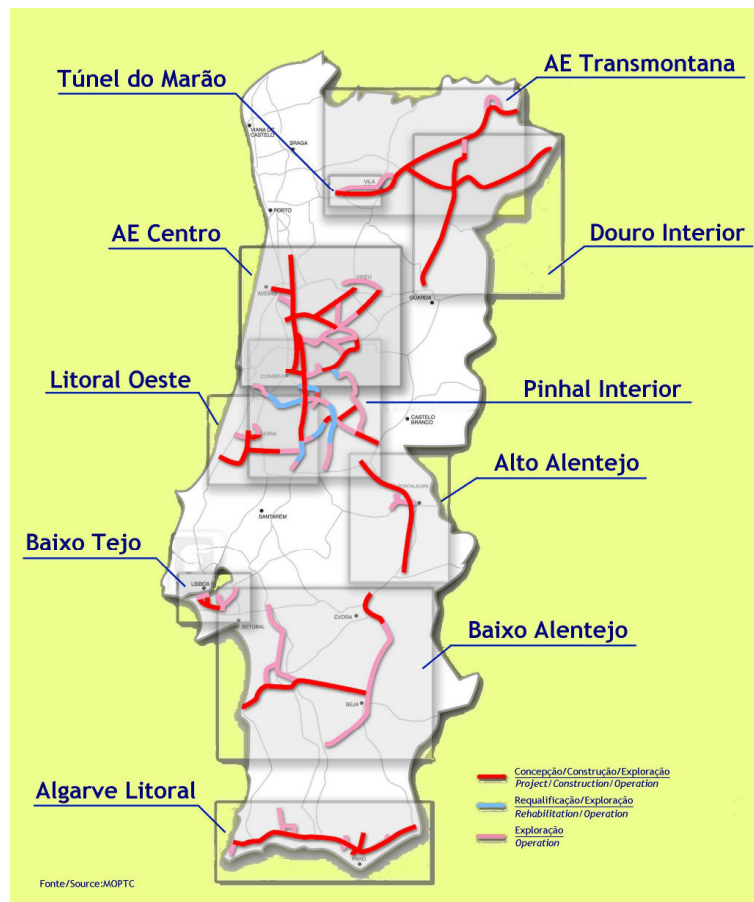 AE Transmontana
Túnel do Marão
VIANA DO
CASTELO
BRAGA
VILA
PORTO
AE Centro
Douro Interior
VISEU
AVEIRO
GUARDA
COIMBRA
Litoral Oeste
Pinhal Interior
CASTELO
BRANCO
LEIRIA
Alto Alentejo
PORTALEGRE
SANTARÉM
Baixo Tejo
LISBOA
SETÚBAL
ÉVORA
Baixo Alentejo
BEJA
Concepção/Construção/Exploração
Project/Construction/Operation
Algarve Litoral
Requalificação/Exploração
Rehabilitation/Operation
Exploração
Operation
FARO
Fonte/Source:MOPTC